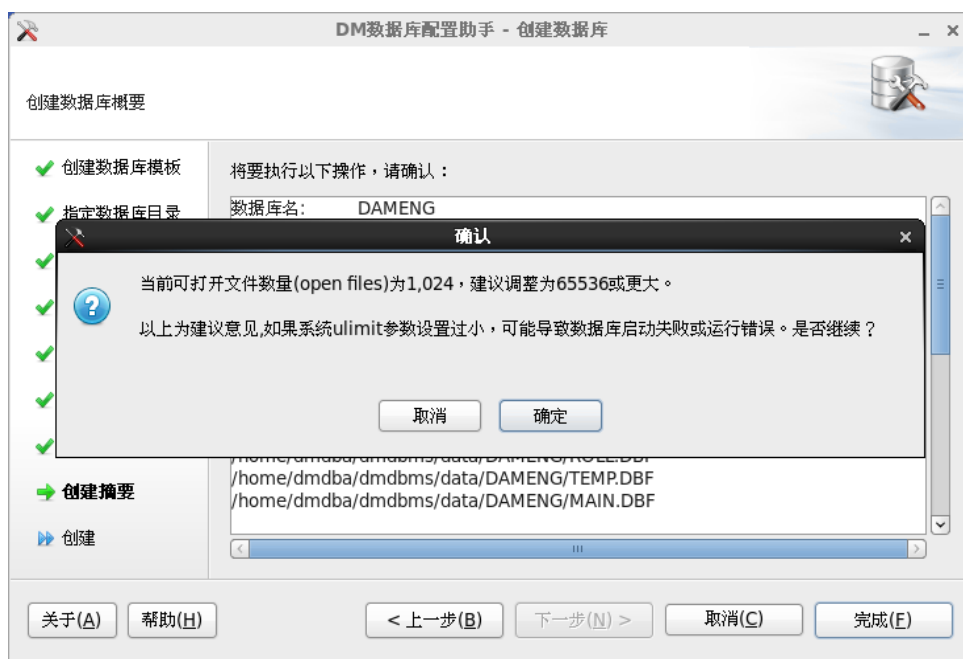 DM数据库配置助手 - 创建数据库
创建数据库概要
创建数据库模板
将要执行以下操作，请确认：
指定数据库目录
数据库名: DAMENG
确认
当前可打开文件数量(open files)为1,024，建议调整为65536或更大。
以上为建议意见,如果系统ulimit参数设置过小，可能导致数据库启动失败或运行错误。是否继续？
取消
确定
/home/dmdba/dmdbms/data/DAMENG/ROLL.DBF
/home/dmdba/dmdbms/data/DAMENG/TEMP.DBF
/home/dmdba/dmdbms/data/DAMENG/MAIN.DBF
创建摘要
创建
关于(A)
帮助(H)
< 上一步(B)
下一步(N) >
取消(C)
完成(F)